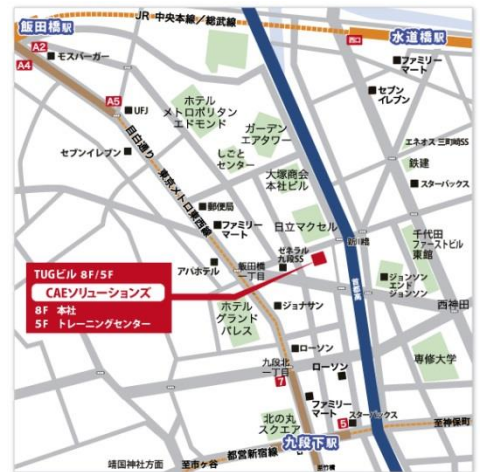 飯田橋駅
JR 中央本線／総武線
西口
水道橋駅
A2
モスバーガー
A4
ファミリー
マート
A5
UFJ
ホテル
メトロポリタン
エドモンド
セブン
イレブン
目白通り
ガーデン
エアタワー
エネオス 三崎町SS
セブンイレブン
しごと
センター
鉄建
東京メトロ東西線
大塚商会
本社ビル
スターバックス
郵便局
ファミリー
マート
日立マクセル
新川橋
千代田
ファーストビル
東館
アパホテル
飯田橋
一丁目
ゼネラル
九段SS
TUGビル 8F/5F
CAEソリューションズ
8F 本社
5F トレーニングセンター
首都高
ジョンソン
エンド
ジョンソン
西神田
ホテル
グランド
パレス
ジョナサン
ローソン
九段北
一丁目
7
ローソン
専修大学
ファミリー
マート
北の丸
スクエア
5
スターバックス
至神保町
九段下駅
都営新宿線
靖国神社方面
至市ヶ谷
至竹橋